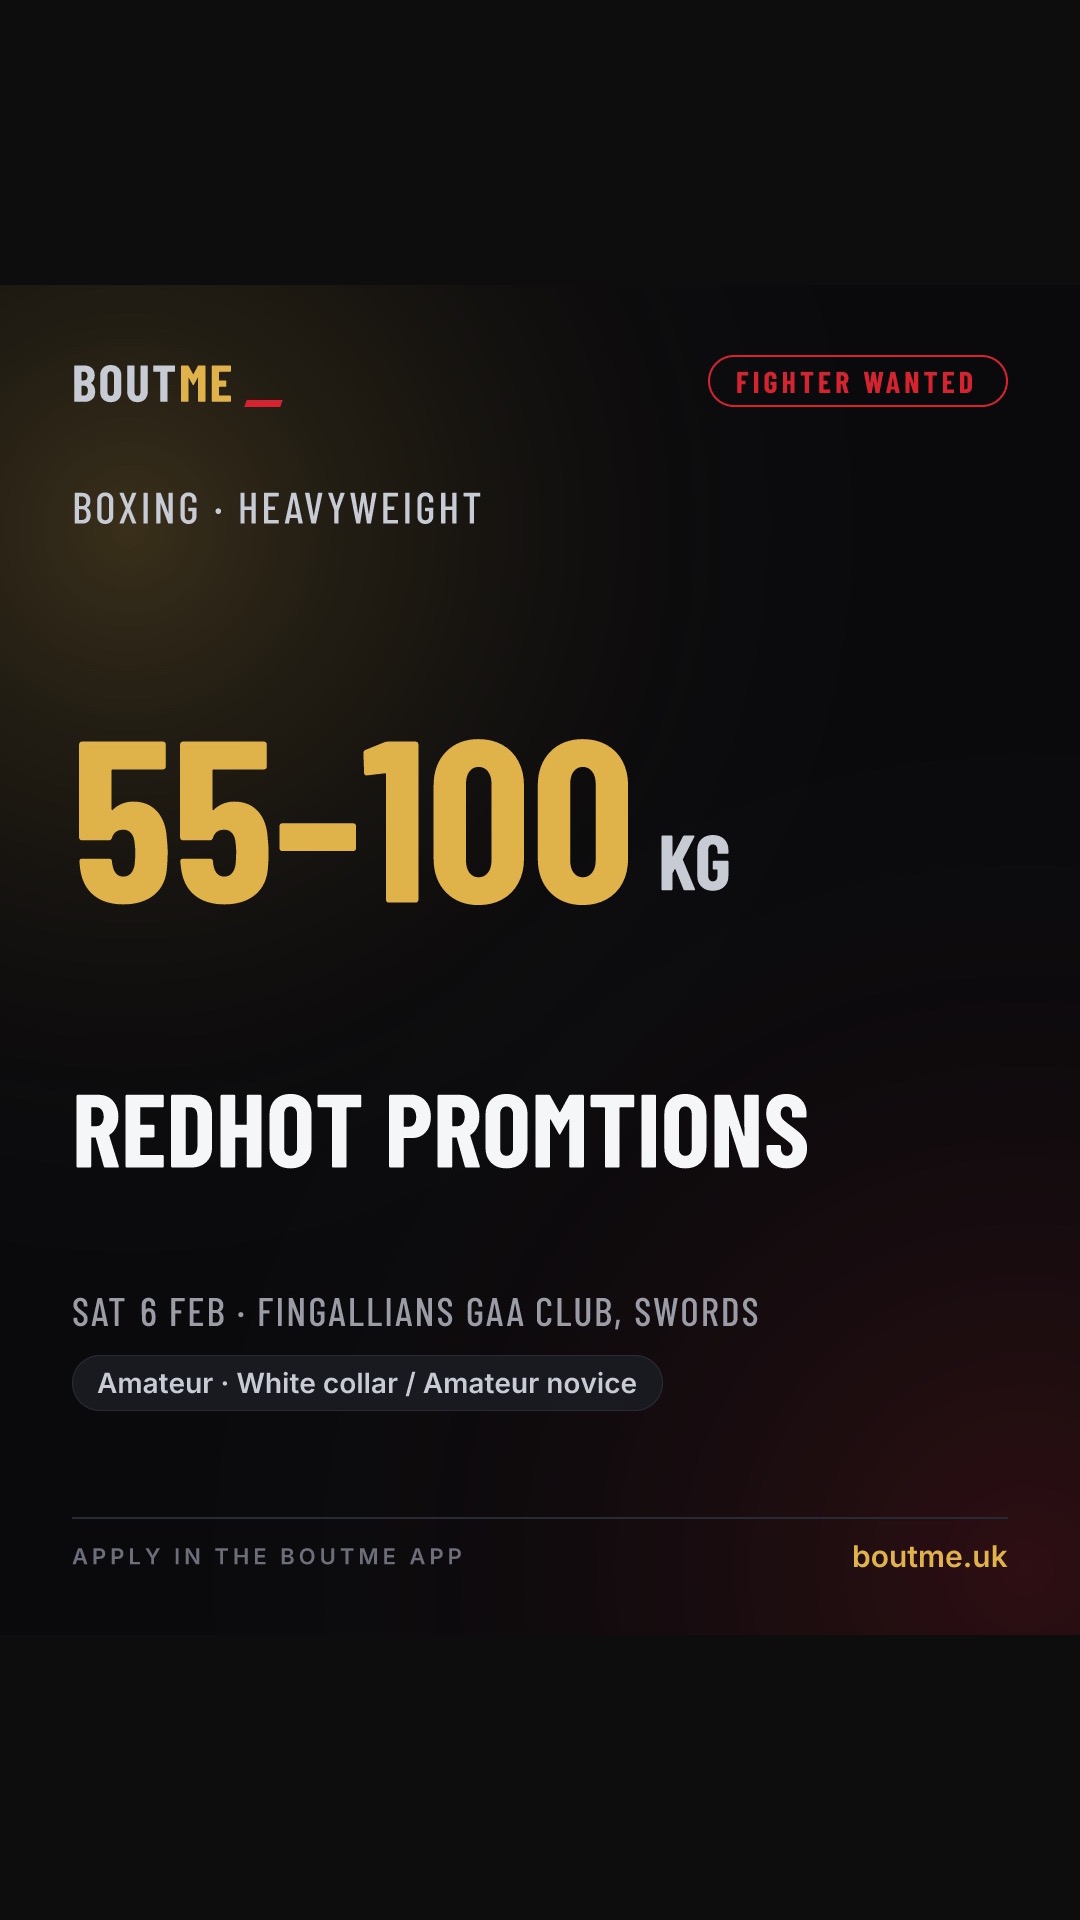 BOUTME
FIGHTER WANTED
BOXING · HEAVYWEIGHT
55–100 KG
REDHOT PROMTIONS
SAT 6 FEB · FINGALLIANS GAA CLUB, SWORDS
Amateur · White collar / Amateur novice
APPLY IN THE BOUTME APP
boutme.uk